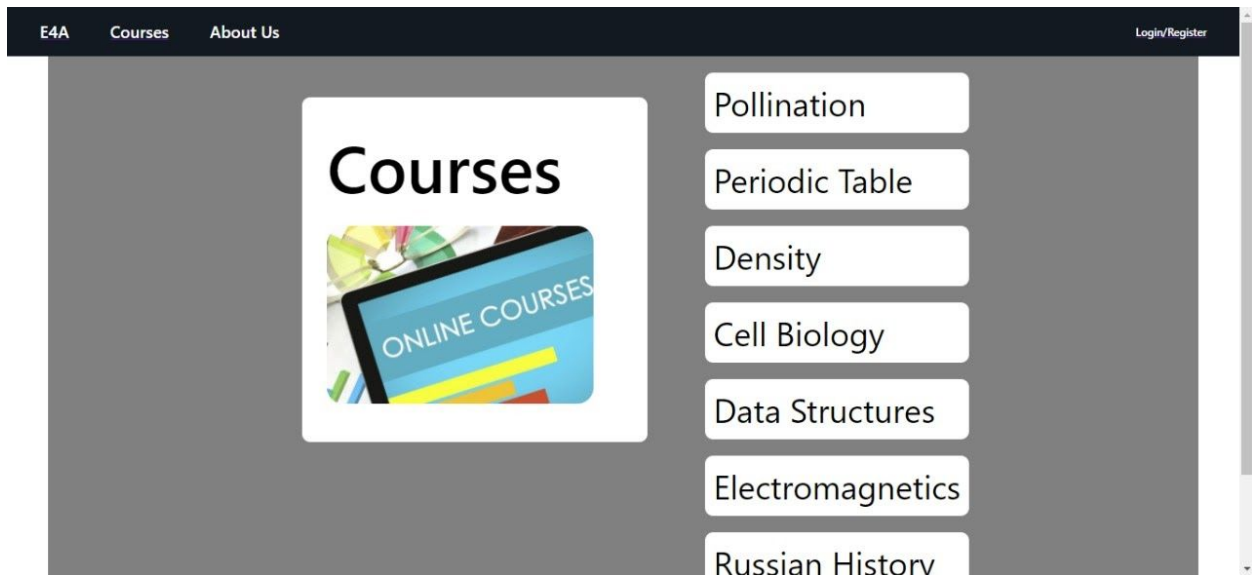 E4A Courses About Us Login/Register
Courses
ONLINE COURSES
Pollination
Periodic Table
Density
Cell Biology
Data Structures
Electromagnetics
Russian History